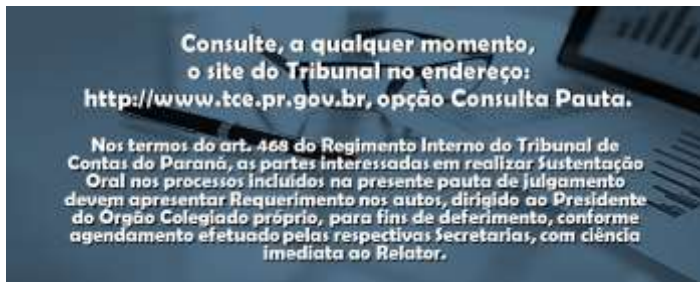 Consulte, a qualquer momento,
o site do Tribunal no endereço:
http://www.tce.pr.gov.br, opção Consulta Pauta.
Nos termos do art. 468 do Regimento Interno do Tribunal de
Contas do Paraná, as partes interessadas em realizar Sustentação
Oral nos processos incluídos na presente pauta de julgamento
devem apresentar Requerimento nos autos, dirigido ao Presidente
do Órgão Colegiado próprio, para fins de deferimento, conforme
agendamento efetuado pelas respectivas Secretarias, com ciência
imediata ao Relator.